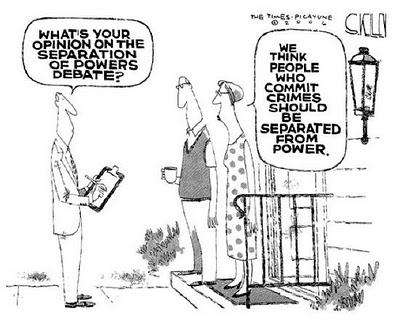 WHAT'S YOUR
OPINION ON THE
SEPARATION
OF POWERS
DEBATE?
THE TIMES-PICAYUNE
© 2006
WE
THINK
PEOPLE
WHO
COMMIT
CRIMES
SHOULD
BE
SEPARATED
FROM
POWER.